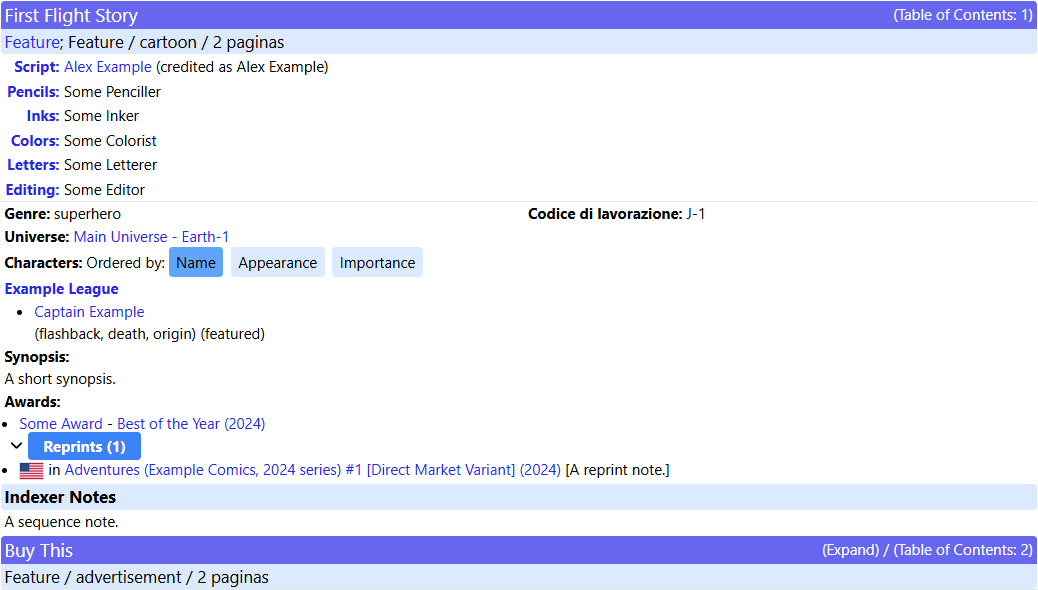 First Flight Story (Table of Contents: 1)
Feature; Feature / cartoon / 2 paginas
Script: Alex Example (credited as Alex Example)
Pencils: Some Penciller
Inks: Some Inker
Colors: Some Colorist
Letters: Some Letterer
Editing: Some Editor
Genre: superhero Codice di lavorazione: J-1
Universe: Main Universe - Earth-1
Characters: Ordered by: Name Appearance Importance
Example League
• Captain Example
(flashback, death, origin) (featured)
Synopsis:
A short synopsis.
Awards:
• Some Award - Best of the Year (2024)
Reprints (1)
• in Adventures (Example Comics, 2024 series) #1 [Direct Market Variant] (2024) [A reprint note.]
Indexer Notes
A sequence note.
Buy This (Expand) / (Table of Contents: 2)
Feature / advertisement / 2 paginas